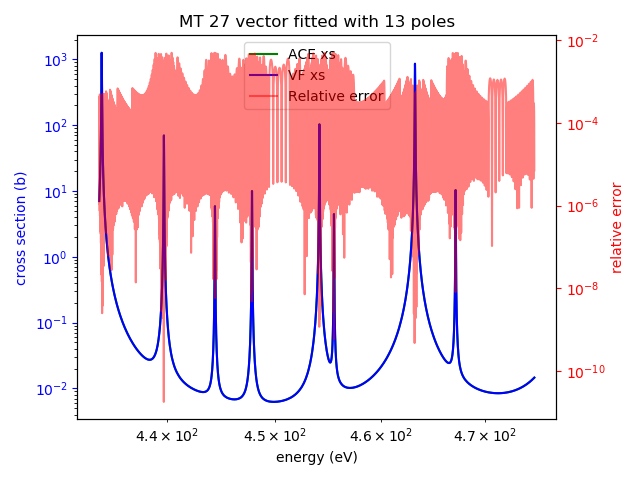 MT 27 vector fitted with 13 poles
ACE xs
VF xs
Relative error
cross section (b)
10³
10²
10¹
10⁰
10⁻¹
10⁻²
10⁻²
10⁻⁴
10⁻⁶
10⁻⁸
10⁻¹⁰
relative error
4.4 × 10² 4.5 × 10² 4.6 × 10² 4.7 × 10²
energy (eV)